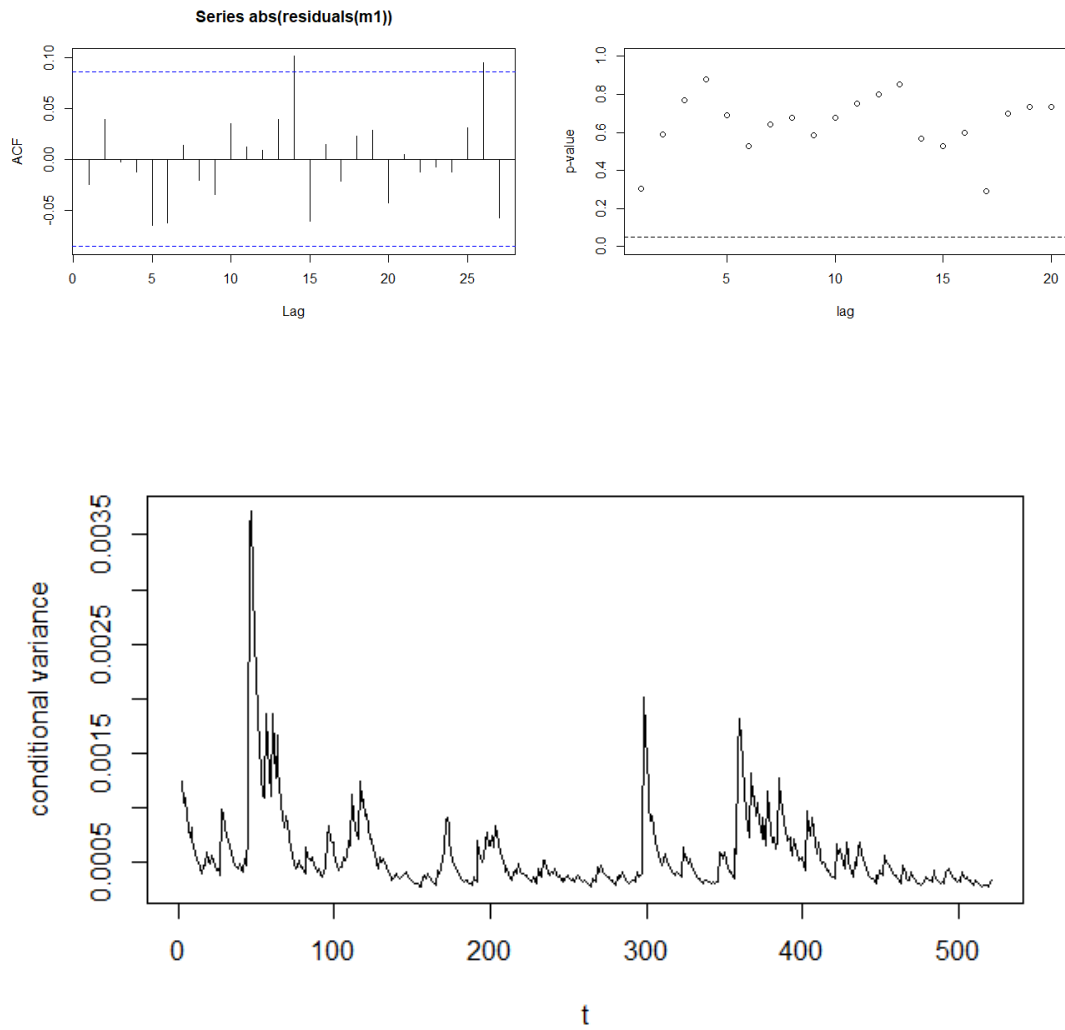 Series abs(residuals(m1))
ACF
0.10
0.05
0.00
-0.05
0 5 10 15 20 25
Lag
p-value
1.0
0.8
0.6
0.4
0.2
0.0
5 10 15 20
lag
conditional variance
0.0035
0.0025
0.0015
0.0005
0 100 200 300 400 500
t